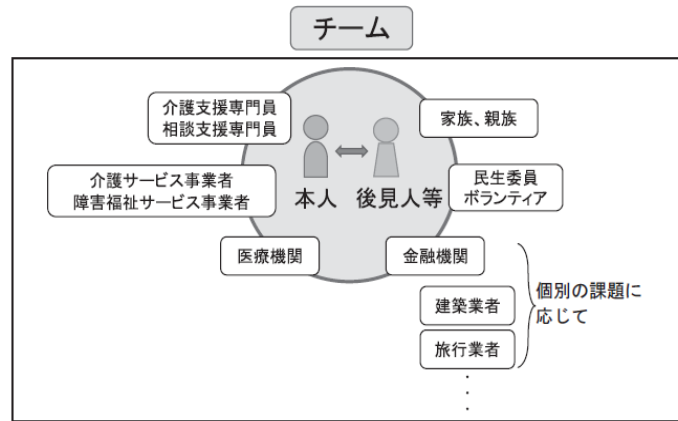 チーム
介護支援専門員
相談支援専門員
家族、親族
介護サービス事業者
障害福祉サービス事業者
本人
後見人等
民生委員
ボランティア
医療機関
金融機関
建築業者
旅行業者
個別の課題に
応じて